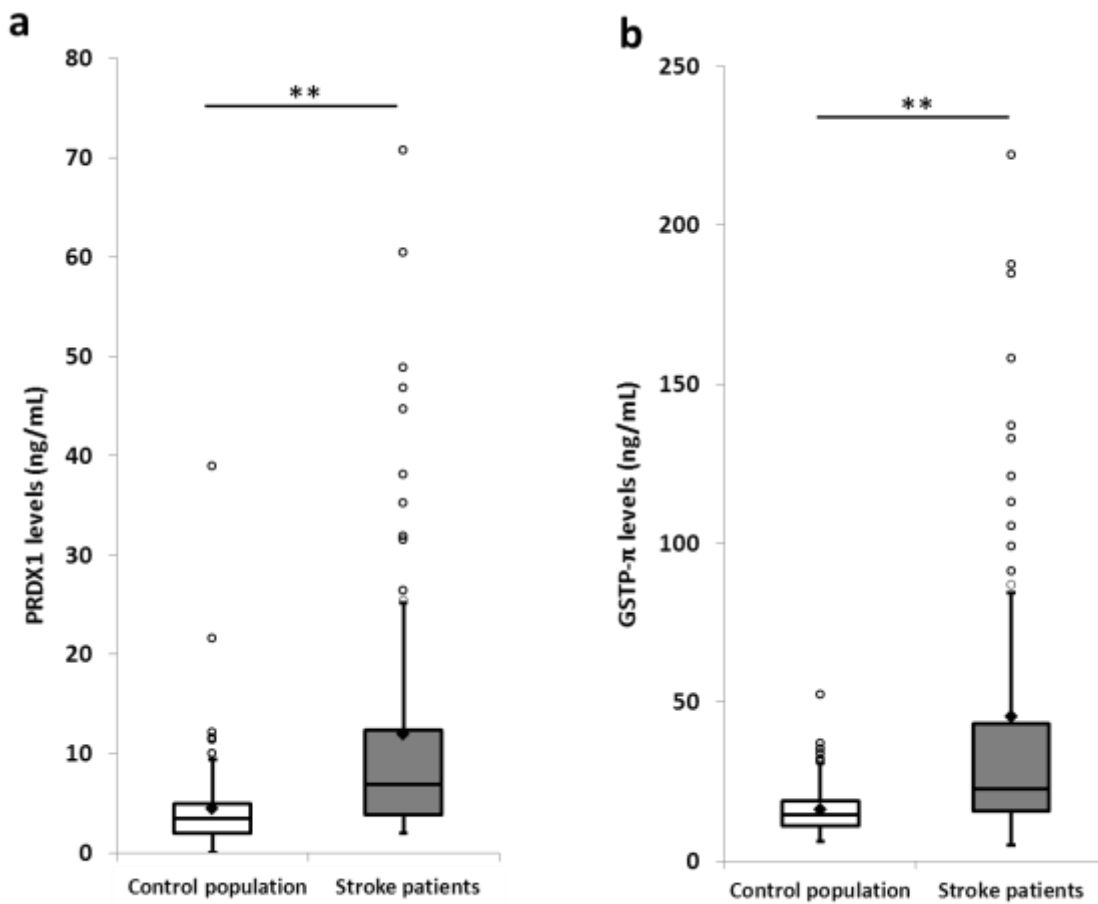 a
80
70
60
50
40
30
20
10
0
PRDX1 levels (ng/mL)
**
Control population
Stroke patients
b
250
200
150
100
50
0
GSTP-π levels (ng/mL)
**
Control population
Stroke patients